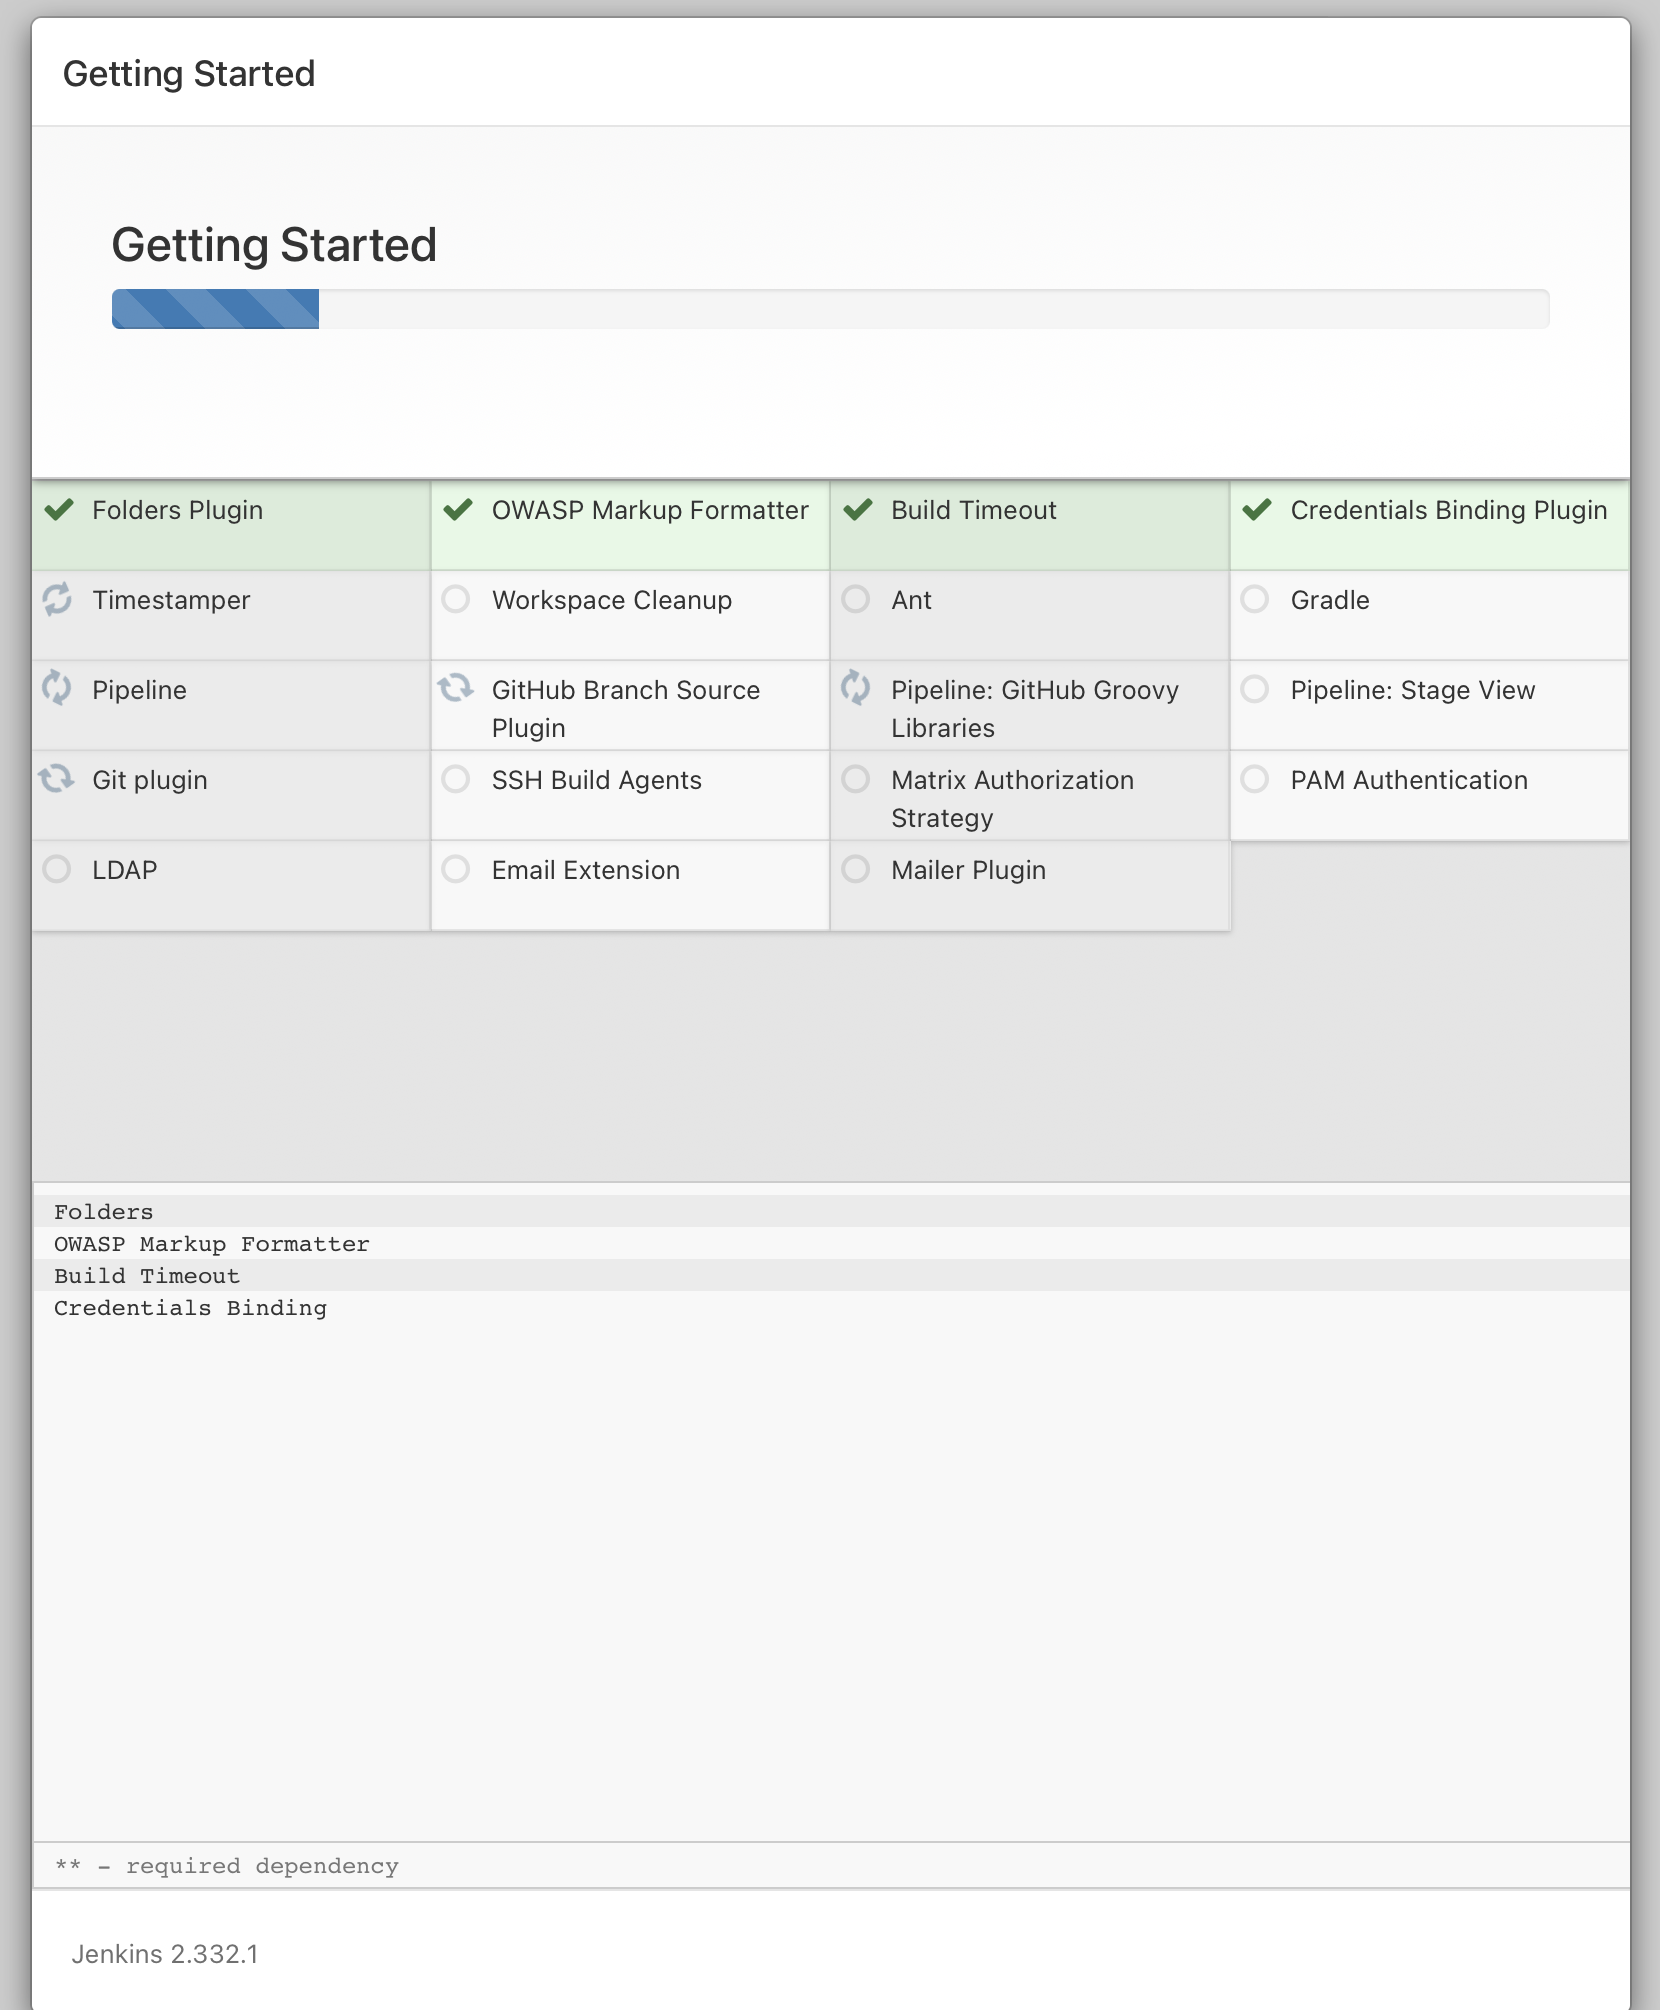 Getting Started
Getting Started
Folders Plugin
OWASP Markup Formatter
Build Timeout
Credentials Binding Plugin
Timestamper
Workspace Cleanup
Ant
Gradle
Pipeline
GitHub Branch Source
Plugin
Pipeline: GitHub Groovy
Libraries
Pipeline: Stage View
Git plugin
SSH Build Agents
Matrix Authorization
Strategy
PAM Authentication
LDAP
Email Extension
Mailer Plugin
Folders
OWASP Markup Formatter
Build Timeout
Credentials Binding
** - required dependency
Jenkins 2.332.1